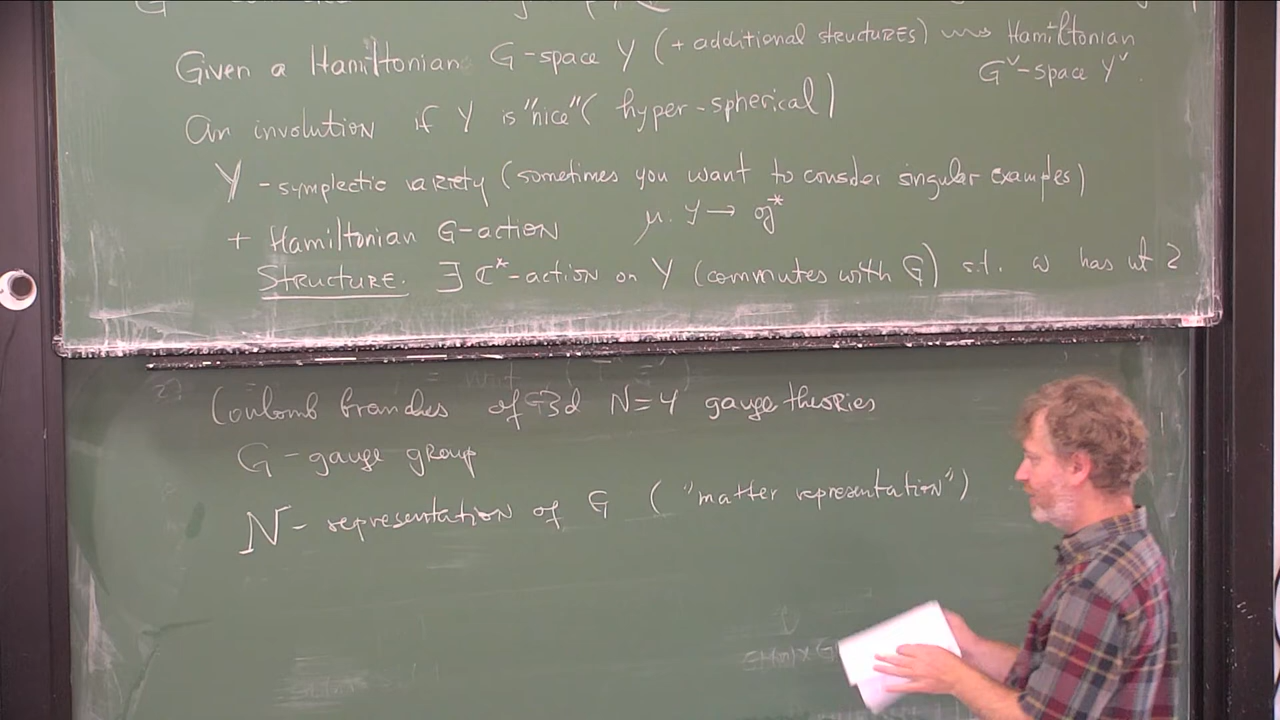 G
Given a Hamiltonian G-space Y (+ additional structures) ⇝ Hamiltonian
G^∨-space Y^∨.
An involution if Y is "nice" ( hyper-spherical)
Y - symplectic variety (sometimes you want to consider singular examples)
+ Hamiltonian G-action μ: Y → 𝔤*
Structure. ∃ ℂ*-action on Y (commutes with G) s.t. ω has wt 2
2) Coulomb branches of 3d N=4 gauge theories
G - gauge group
N - representation of G ( "matter representation")